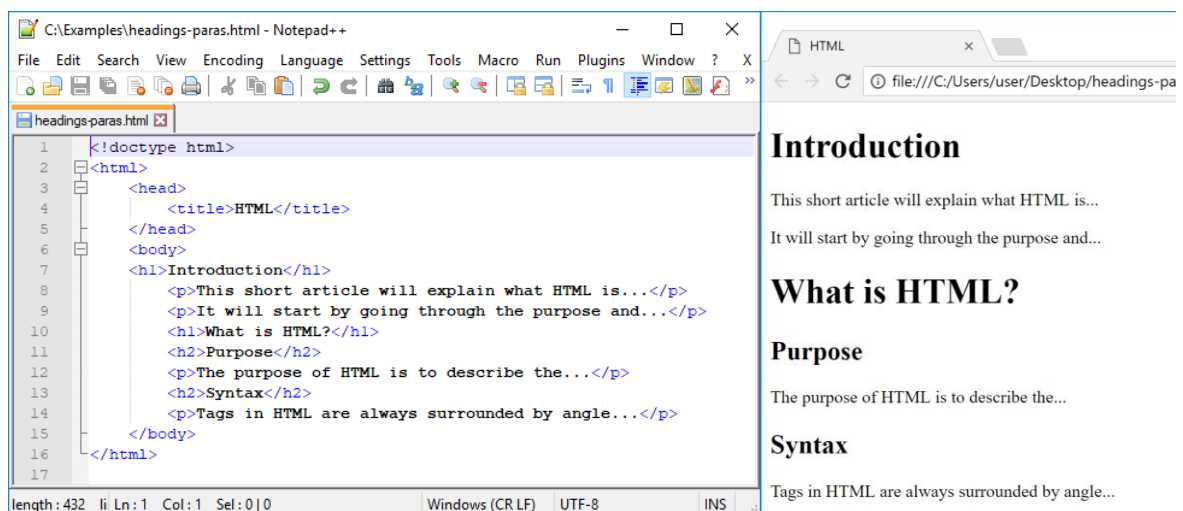 C:\Examples\headings-paras.html - Notepad++
File Edit Search View Encoding Language Settings Tools Macro Run Plugins Window ? X
headings-paras.html
1 <!doctype html>
2 <html>
3 <head>
4 <title>HTML</title>
5 </head>
6 <body>
7 <h1>Introduction</h1>
8 <p>This short article will explain what HTML is...</p>
9 <p>It will start by going through the purpose and...</p>
10 <h1>What is HTML?</h1>
11 <h2>Purpose</h2>
12 <p>The purpose of HTML is to describe the...</p>
13 <h2>Syntax</h2>
14 <p>Tags in HTML are always surrounded by angle...</p>
15 </body>
16 </html>
17
length : 432 li Ln : 1 Col : 1 Sel : 0 | 0 Windows (CR LF) UTF-8 INS
HTML
file:///C:/Users/user/Desktop/headings-pa
Introduction
This short article will explain what HTML is...
It will start by going through the purpose and...
What is HTML?
Purpose
The purpose of HTML is to describe the...
Syntax
Tags in HTML are always surrounded by angle...